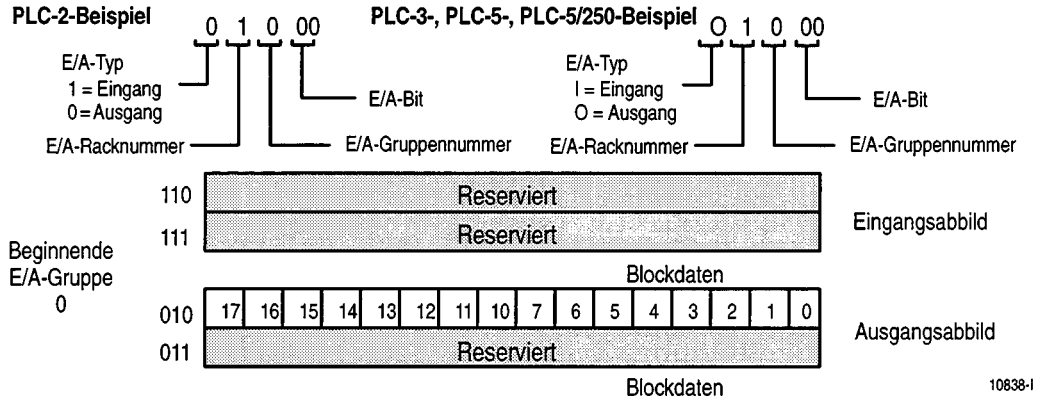 PLC-2-Beispiel
0 1 0 00
E/A-Typ
1 = Eingang
0 = Ausgang
E/A-Bit
E/A-Racknummer
E/A-Gruppennummer
PLC-3-, PLC-5-, PLC-5/250-Beispiel
O 1 0 00
E/A-Typ
I = Eingang
O = Ausgang
E/A-Bit
E/A-Racknummer
E/A-Gruppennummer
110 Reserviert
111 Reserviert
Eingangsabbild
Beginnende
E/A-Gruppe
0
Blockdaten
010 17 16 15 14 13 12 11 10 7 6 5 4 3 2 1 0
011 Reserviert
Ausgangsabbild
Blockdaten
10838-I